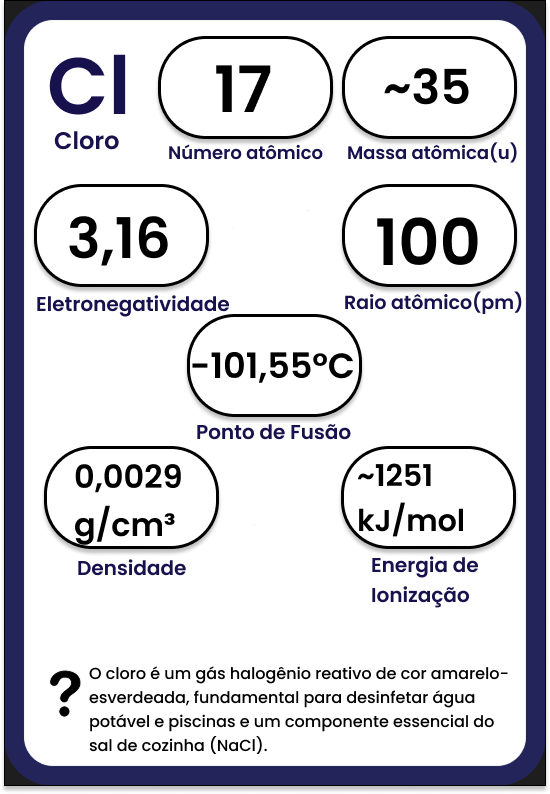 Cl
Cloro
17
Número atômico
~35
Massa atômica(u)
3,16
Eletronegatividade
100
Raio atômico(pm)
-101,55°C
Ponto de Fusão
0,0029
g/cm³
Densidade
~1251
kJ/mol
Energia de
Ionização
?
O cloro é um gás halogênio reativo de cor amarelo-
esverdeada, fundamental para desinfetar água
potável e piscinas e um componente essencial do
sal de cozinha (NaCl).